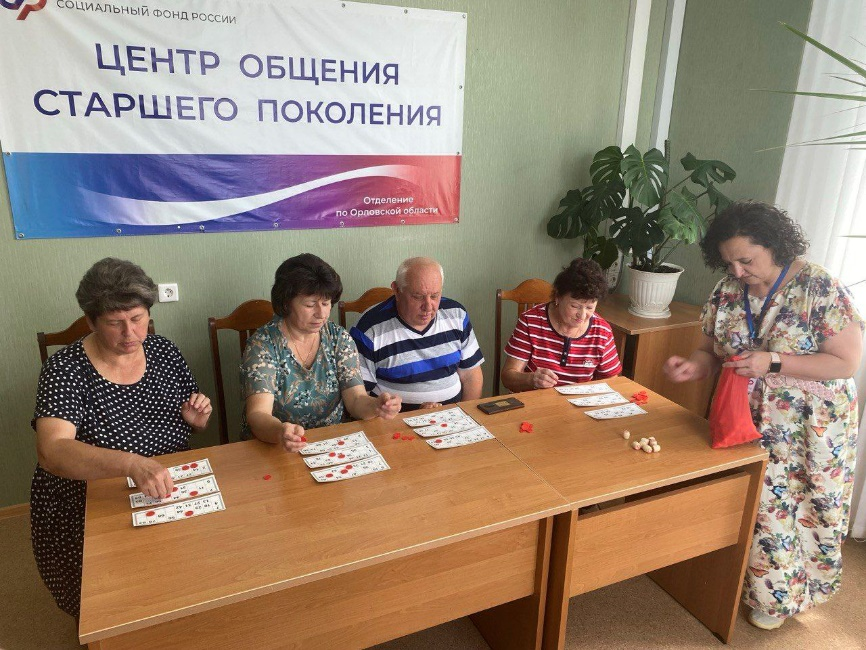 СОЦИАЛЬНЫЙ ФОНД РОССИИ
ЦЕНТР ОБЩЕНИЯ
СТАРШЕГО ПОКОЛЕНИЯ
Отделение
по Орловской области